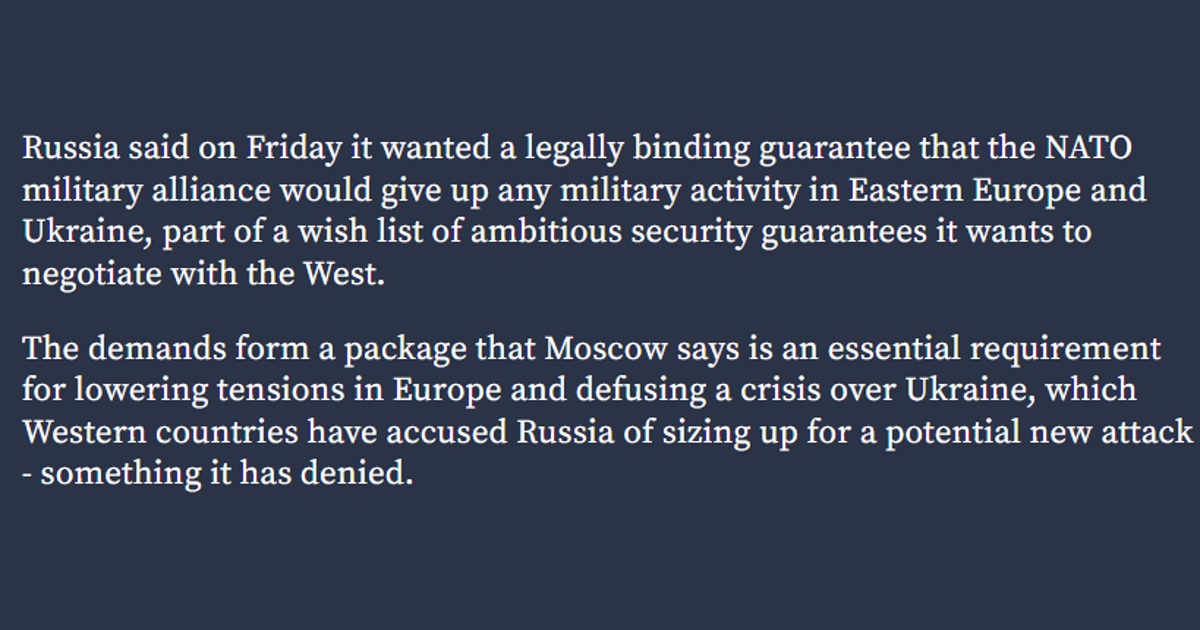 Russia said on Friday it wanted a legally binding guarantee that the NATO
military alliance would give up any military activity in Eastern Europe and
Ukraine, part of a wish list of ambitious security guarantees it wants to
negotiate with the West.
The demands form a package that Moscow says is an essential requirement
for lowering tensions in Europe and defusing a crisis over Ukraine, which
Western countries have accused Russia of sizing up for a potential new attack
- something it has denied.